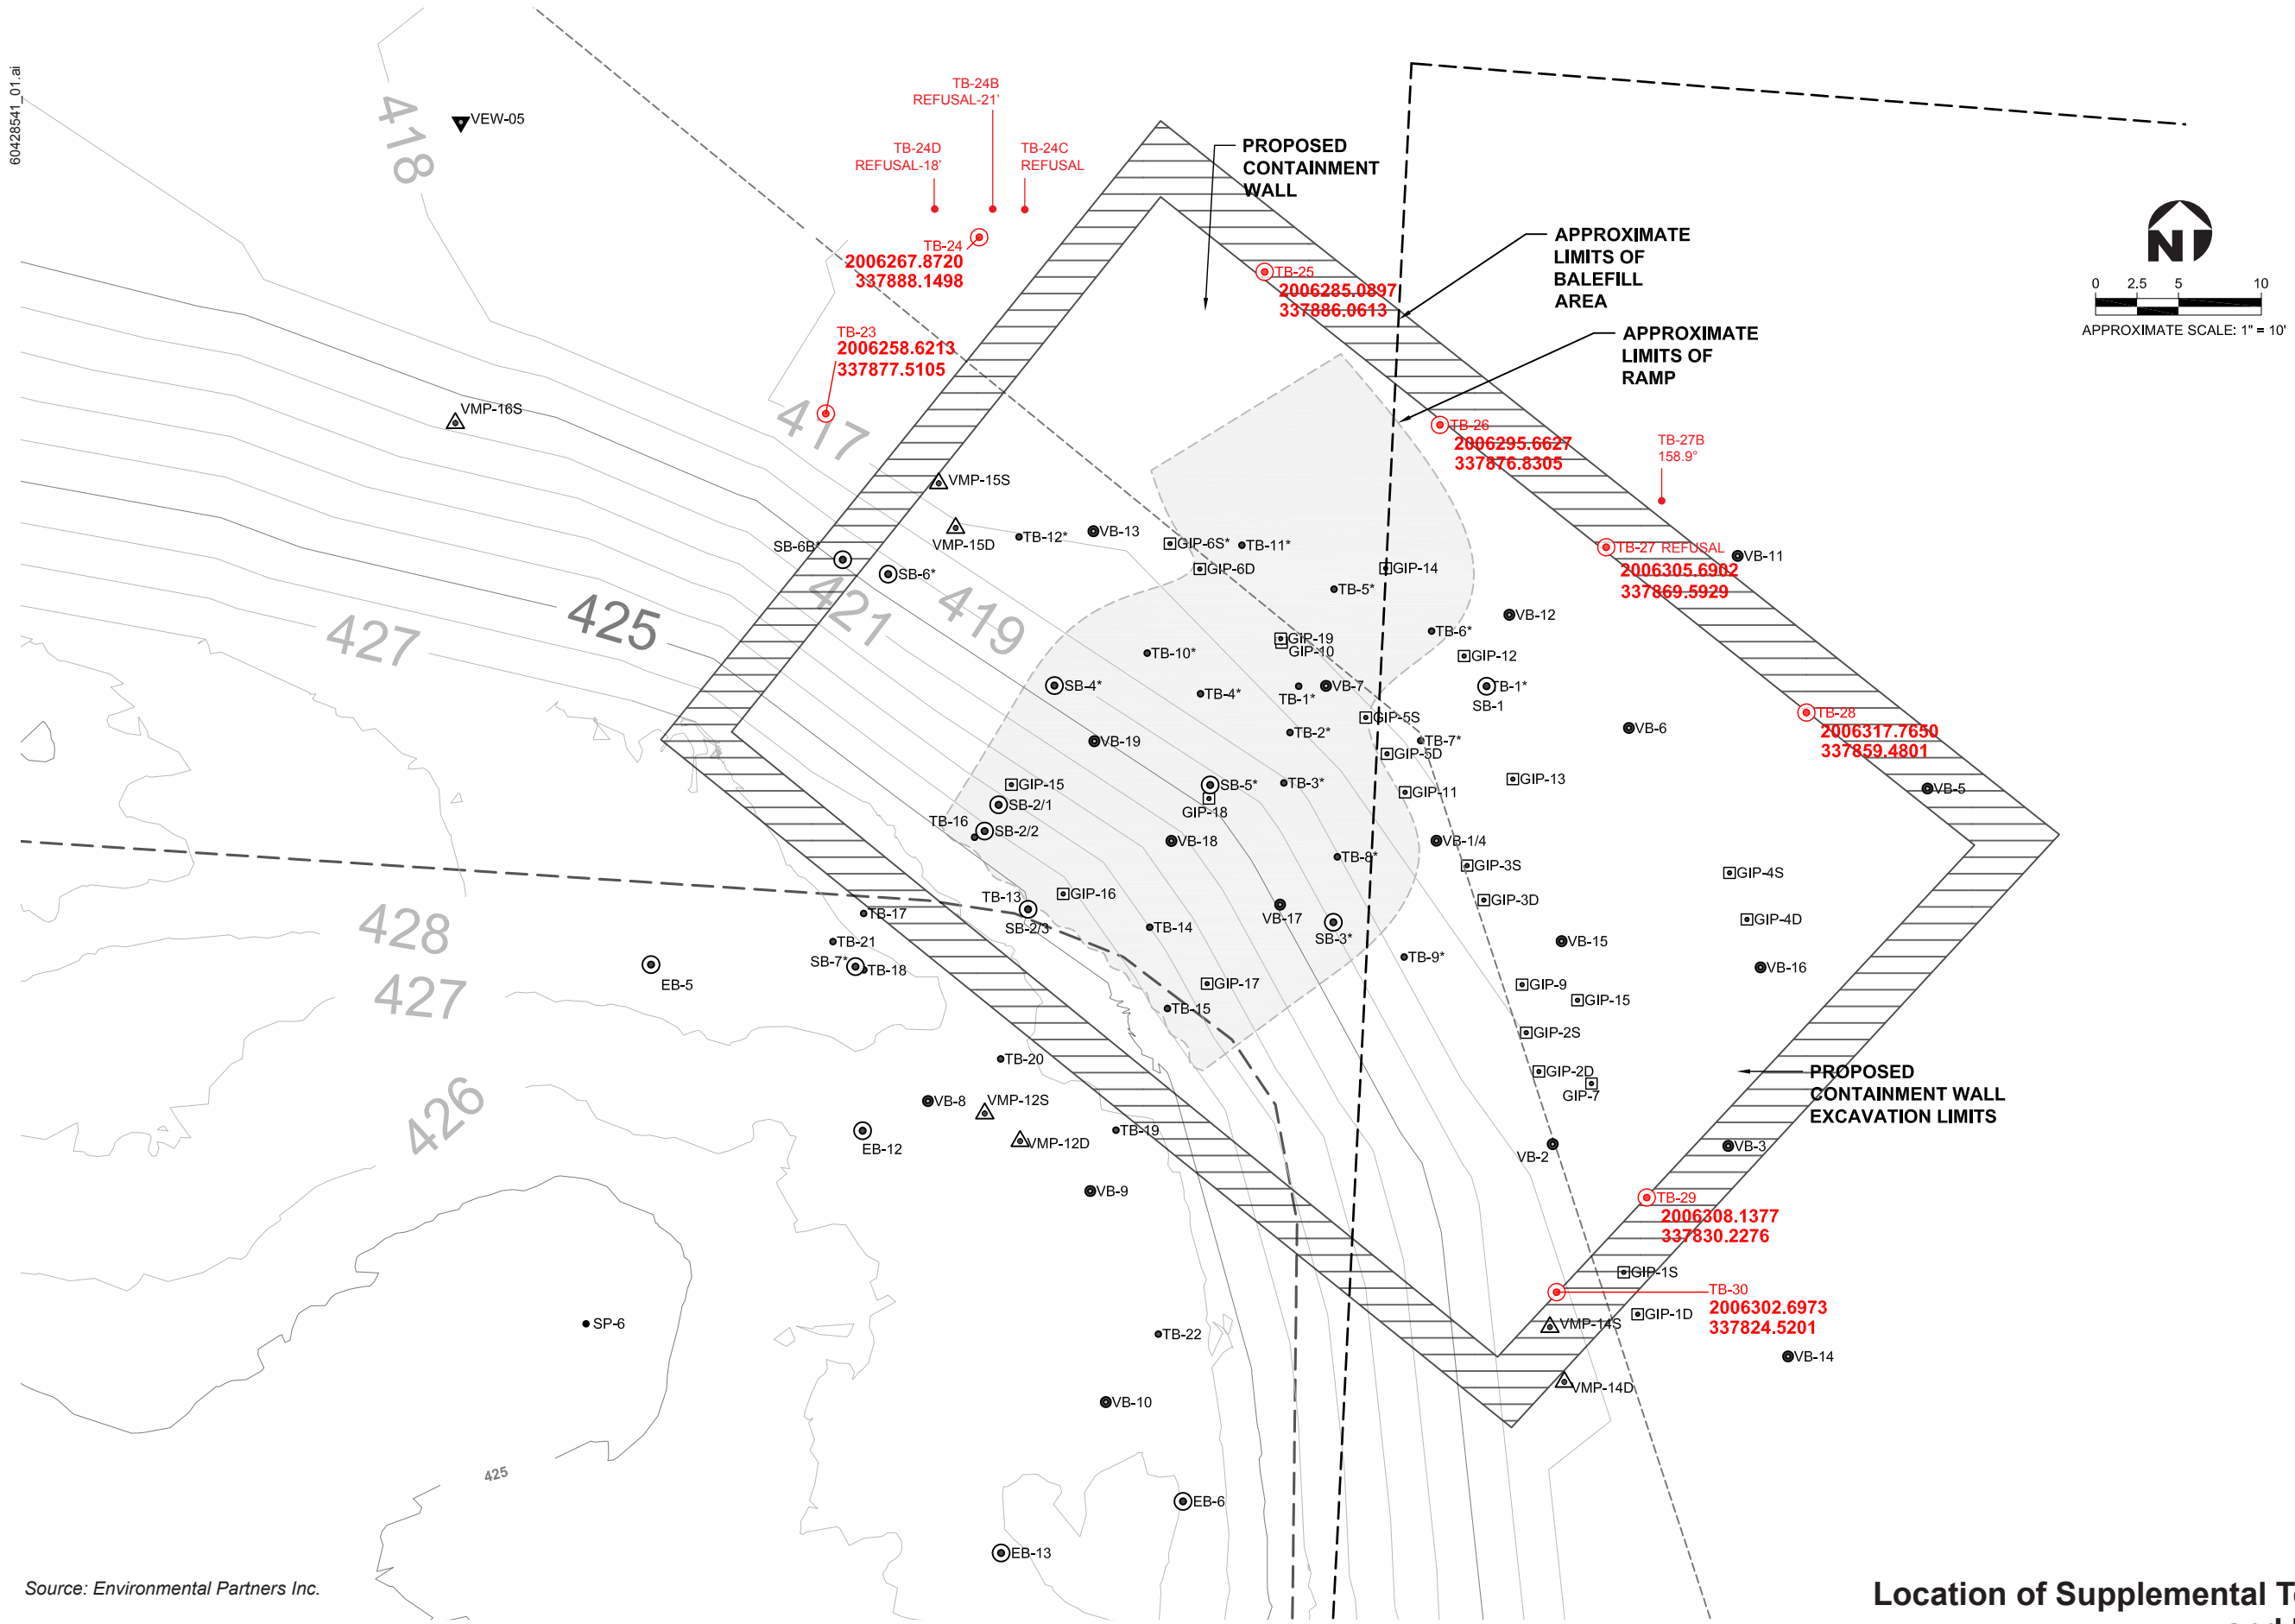 60428541_011.ai
418
VEW-05
TB-24B
REFUSAL-21'
TB-24D
REFUSAL-18'
TB-24C
REFUSAL
PROPOSED
CONTAINMENT
WALL
APPROXIMATE
LIMITS OF
BALEFILL
AREA
N
0 2.5 5 10
APPROXIMATE SCALE: 1" = 10'
TB-24
2006267.8720
337888.1498
TB-25
2006285.0897
337886.0613
APPROXIMATE
LIMITS OF
RAMP
TB-23
2006258.6213
337877.5105
VMP-16S
417
TB-26
2006295.6627
337876.8305
TB-27B
158.9°
VMP-15S
VMP-15D
TB-12*
VB-13
GIP-6S*
TB-11*
GIP-6D
GIP-14
TB-27 REFUSAL
2006305.6902
337869.5929
VB-11
SB-6B*
SB-6*
TB-5*
421
419
425
427
VB-12
TB-6*
GIP-19
GIP-10
TB-10*
GIP-12
SB-4*
TB-4*
TB-1*
VB-7
TB-1*
SB-1
GIP-5S
TB-28
2006317.7650
337859.4801
VB-6
TB-2*
VB-19
TB-7*
GIP-5D
GIP-15
SB-5*
TB-3*
GIP-13
GIP-11
VB-5
SB-2/1
GIP-18
TB-16
SB-2/2
VB-18
VB-1/4
TB-8*
GIP-3S
GIP-4S
GIP-16
TB-13
SB-2/3
GIP-3D
VB-17
428
TB-17
TB-14
SB-3*
GIP-4D
TB-21
VB-15
SB-7*
TB-18
TB-9*
VB-16
EB-5
427
GIP-17
GIP-9
GIP-15
TB-15
GIP-2S
TB-20
GIP-2D
GIP-7
PROPOSED
CONTAINMENT WALL
EXCAVATION LIMITS
426
VB-8
VMP-12S
EB-12
VMP-12D
TB-19
VB-2
VB-3
VB-9
TB-29
2006308.1377
337830.2276
GIP-1S
TB-30
2006302.6973
337824.5201
GIP-1D
SP-6
TB-22
VMP-14S
VB-14
VMP-14D
VB-10
425
EB-6
EB-13
Source: Environmental Partners Inc.
Location of Supplemental